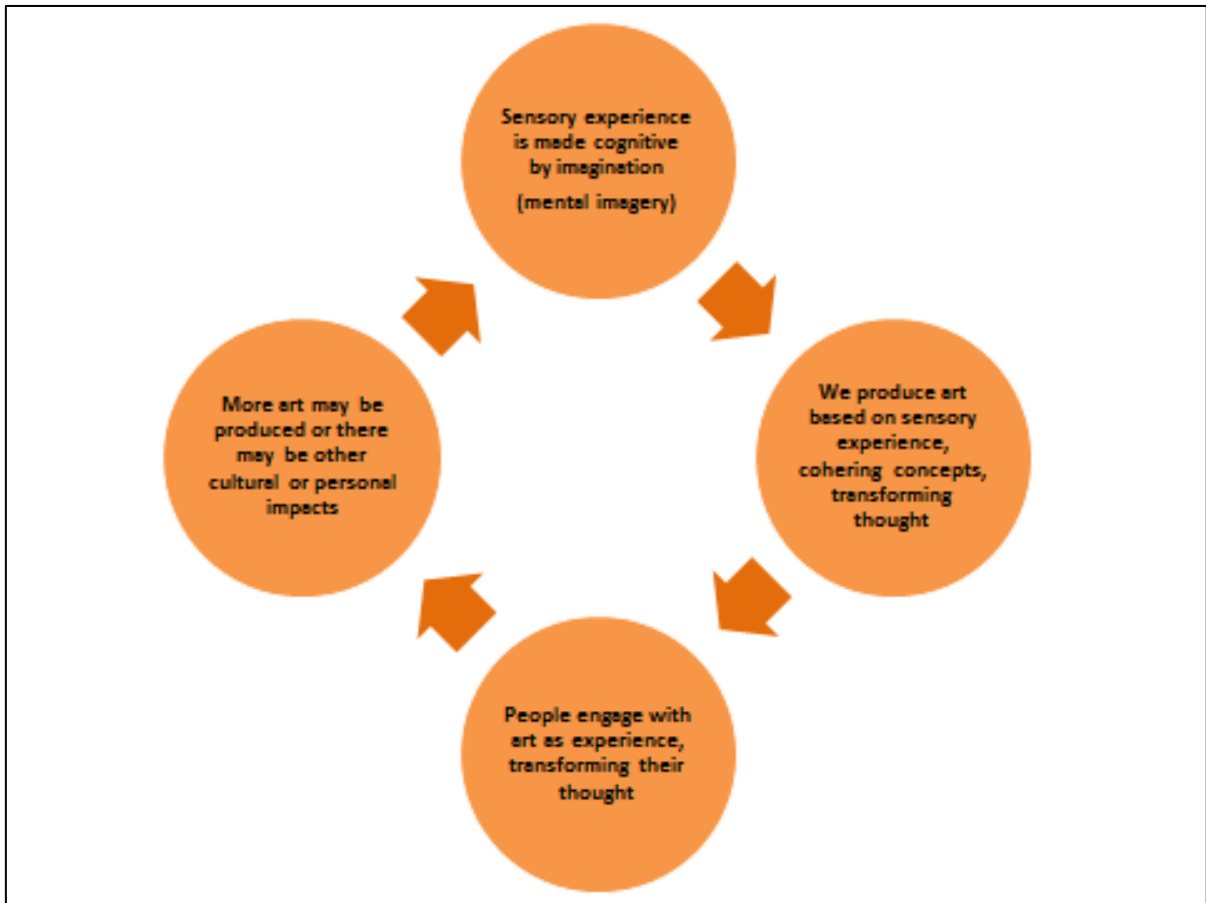 Sensory experience
is made cognitive
by imagination
(mental imagery)
We produce art
based on sensory
experience,
cohering concepts,
transforming
thought
People engage with
art as experience,
transforming their
thought
More art may be
produced or there
may be other
cultural or personal
impacts